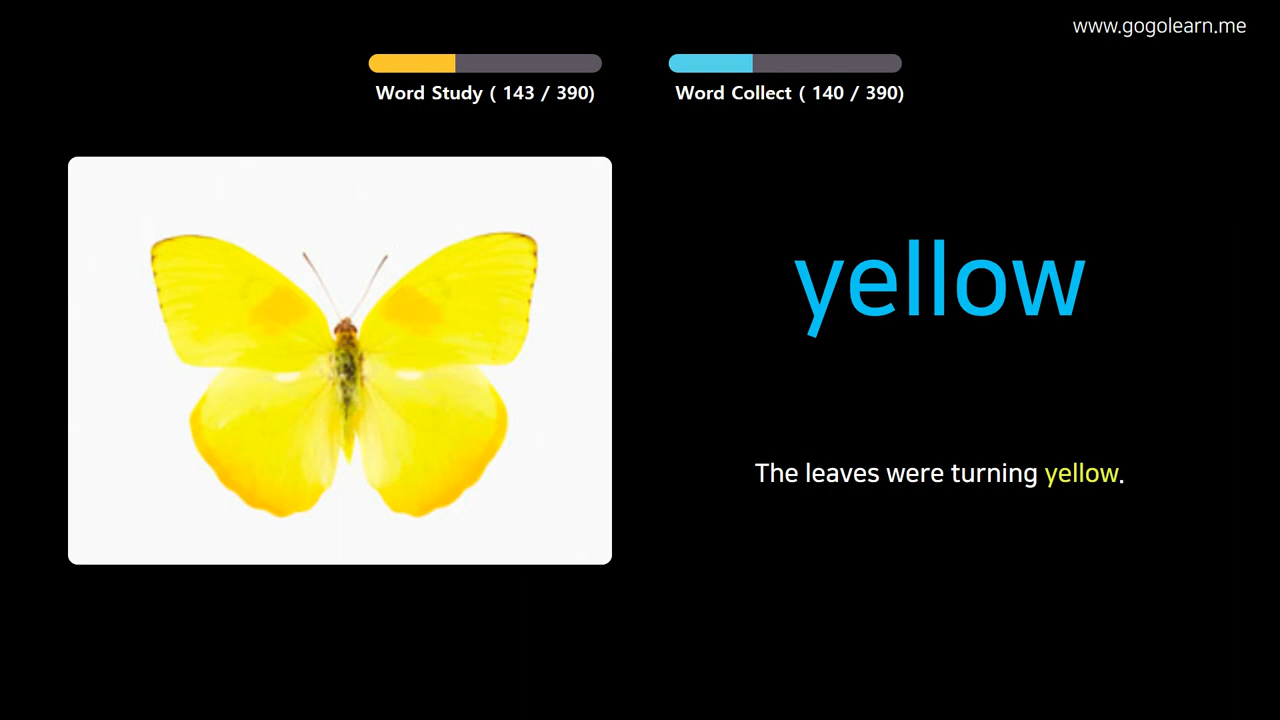 www.gogolearn.me
Word Study ( 143 / 390)
Word Collect ( 140 / 390)
yellow
The leaves were turning yellow.